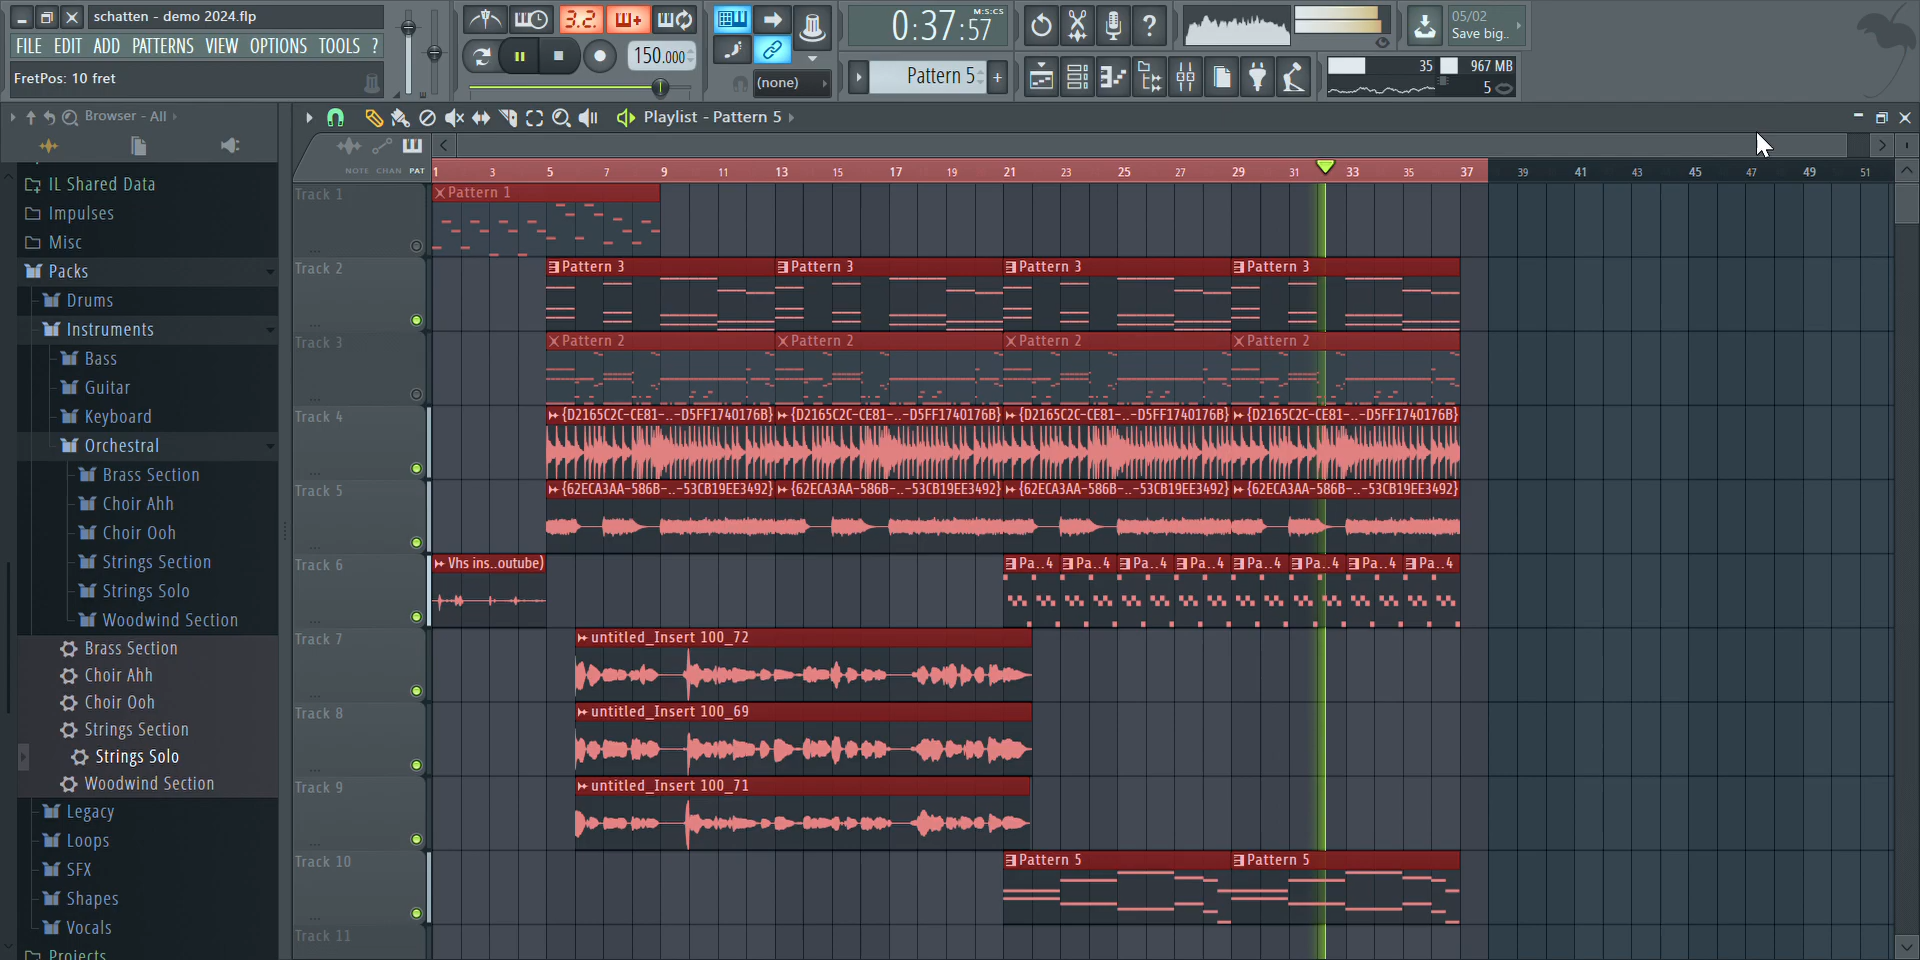 schatten - demo 2024.flp
FILE EDIT ADD PATTERNS VIEW OPTIONS TOOLS ?
FretPos: 10 fret
3.2.
150.000
(none)
0:37:57
M:S:CS
Pattern 5
+
?
05/02
Save big..
35
967 MB
5
Browser - All
Playlist - Pattern 5
NOTE CHAN PAT
1 3 5 7 9 11 13 15 17 19 21 23 25 27 29 33 35 37 39 41 43 45 47 49 51
IL Shared Data
Impulses
Misc
Packs
Drums
Instruments
Bass
Guitar
Keyboard
Orchestral
Brass Section
Choir Ahh
Choir Ooh
Strings Section
Strings Solo
Woodwind Section
Brass Section
Choir Ahh
Choir Ooh
Strings Section
Strings Solo
Woodwind Section
Legacy
Loops
SFX
Shapes
Vocals
Projects
Track 1
Pattern 1
Track 2
Pattern 3 Pattern 3 Pattern 3 Pattern 3
Track 3
Pattern 2 Pattern 2 Pattern 2 Pattern 2
Track 4
{D2165C2C-CE81-..-D5FF1740176B} {D2165C2C-CE81-..-D5FF1740176B} {D2165C2C-CE81-..-D5FF1740176B} {D2165C2C-CE81-..-D5FF1740176B}
Track 5
{62ECA3AA-586B-..-53CB19EE3492} {62ECA3AA-586B-..-53CB19EE3492} {62ECA3AA-586B-..-53CB19EE3492} {62ECA3AA-586B-..-53CB19EE3492}
Track 6
Vhs ins..outube)
Pa..4 Pa..4 Pa..4 Pa..4 Pa..4 Pa..4 Pa..4 Pa..4
Track 7
untitled_Insert 100_72
Track 8
untitled_Insert 100_69
Track 9
untitled_Insert 100_71
Track 10
Pattern 5 Pattern 5
Track 11